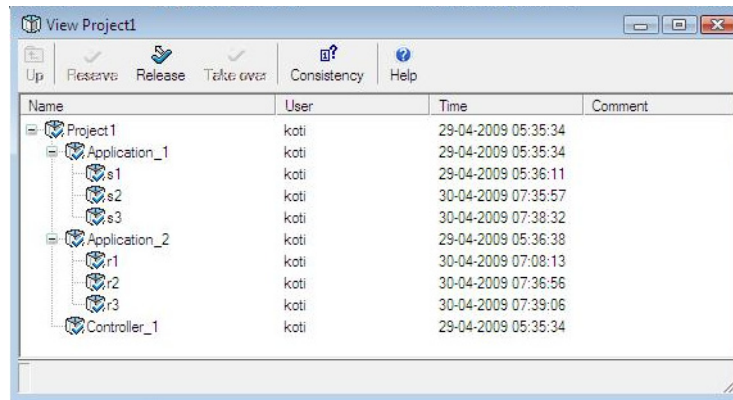 View Project1
Up Reserve Release Take over Consistency Help
Name User Time Comment
Project1 koti 29-04-2009 05:35:34
Application_1 koti 29-04-2009 05:35:34
s1 koti 29-04-2009 05:36:11
s2 koti 30-04-2009 07:35:57
s3 koti 30-04-2009 07:38:32
Application_2 koti 29-04-2009 05:36:38
r1 koti 30-04-2009 07:08:13
r2 koti 30-04-2009 07:36:56
r3 koti 30-04-2009 07:39:06
Controller_1 koti 29-04-2009 05:35:34